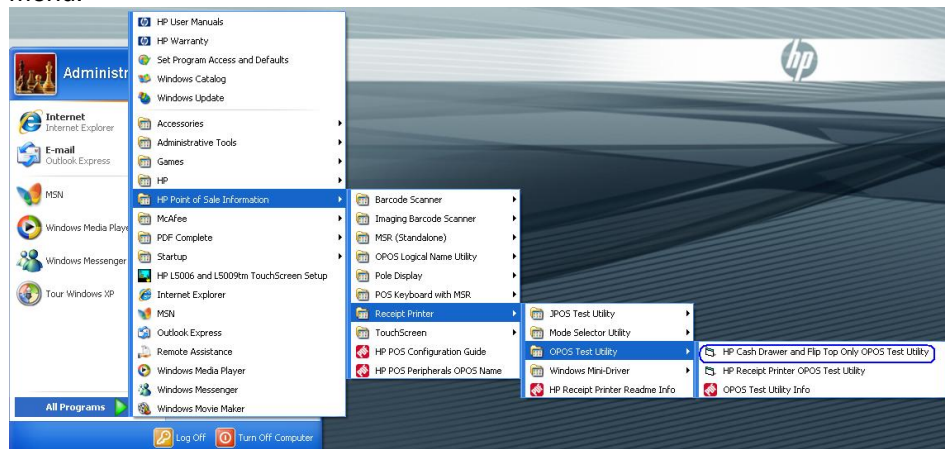 menu.
hp
Administr
Internet
Internet Explorer
E-mail
Outlook Express
MSN
Windows Media Playe
Windows Messenger
Tour Windows XP
All Programs
Log Off
Turn Off Computer
HP User Manuals
HP Warranty
Set Program Access and Defaults
Windows Catalog
Windows Update
Accessories
Administrative Tools
Games
HP
HP Point of Sale Information
McAfee
PDF Complete
Startup
HP L5006 and L5009tm TouchScreen Setup
Internet Explorer
MSN
Outlook Express
Remote Assistance
Windows Media Player
Windows Messenger
Windows Movie Maker
Barcode Scanner
Imaging Barcode Scanner
MSR (Standalone)
OPOS Logical Name Utility
Pole Display
POS Keyboard with MSR
Receipt Printer
TouchScreen
HP POS Configuration Guide
HP POS Peripherals OPOS Name
JPOS Test Utility
Mode Selector Utility
OPOS Test Utility
Windows Mini-Driver
HP Receipt Printer Readme Info
HP Cash Drawer and Flip Top Only OPOS Test Utility
HP Receipt Printer OPOS Test Utility
OPOS Test Utility Info